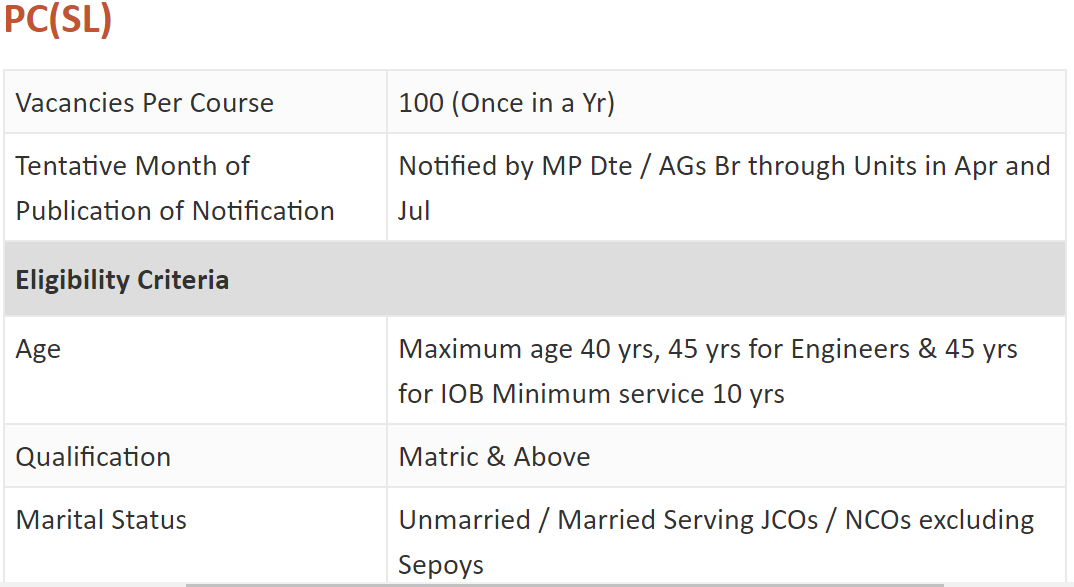 PC(SL)
Vacancies Per Course
100 (Once in a Yr)
Tentative Month of
Publication of Notification
Notified by MP Dte / AGs Br through Units in Apr and
Jul
Eligibility Criteria
Age
Maximum age 40 yrs, 45 yrs for Engineers & 45 yrs
for IOB Minimum service 10 yrs
Qualification
Matric & Above
Marital Status
Unmarried / Married Serving JCOs / NCOs excluding
Sepoys